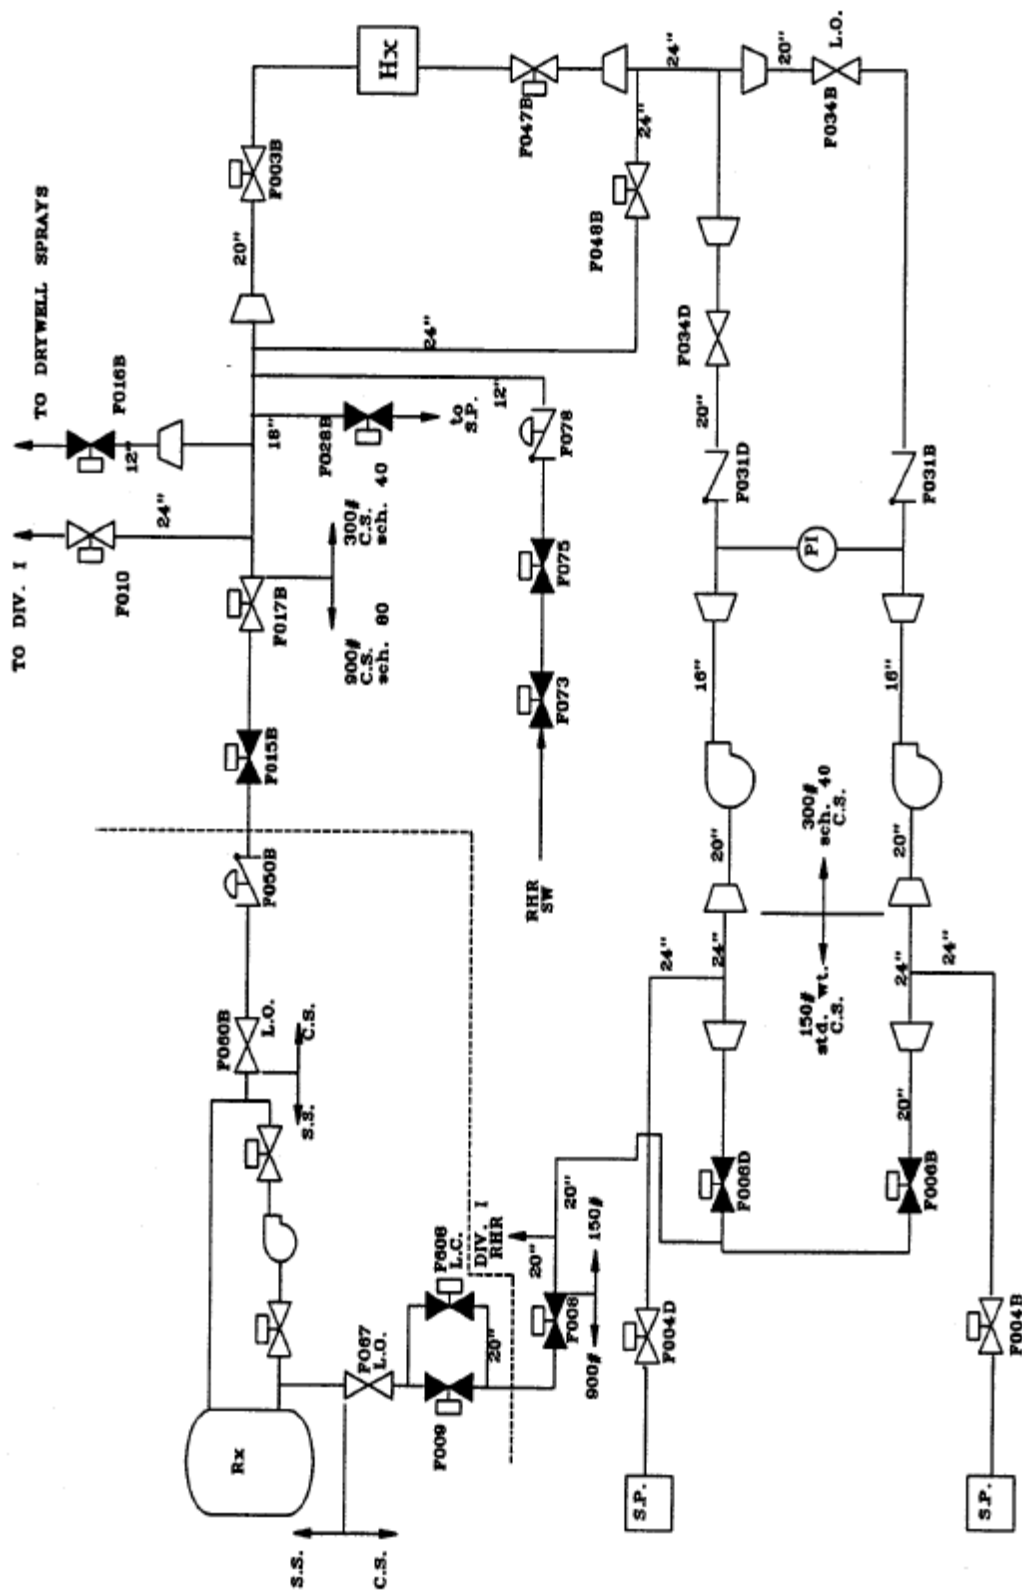 TO DIV. I
TO DRYWELL SPRAYS
F010
24"
F016B
12"
18"
20"
F003B
Hx
F047B
24"
20"
L.O.
F034B
24"
F048B
24"
12"
F028B
to
S.P.
F078
F075
F073
RHR
SW
300#
C.S.
sch. 40
900#
C.S.
sch. 80
F017B
F015B
F050B
F060B
L.O.
C.S.
S.S.
Rx
S.S.
C.S.
F067
L.O.
F009
F608
L.C.
20"
DIV. I
RHR
20"
20"
F008
150#
900#
F034D
20"
F031D
F031B
PI
16"
16"
20"
20"
300#
sch. 40
C.S.
150#
std. wt.
C.S.
24"
24"
24"
24"
20"
F006D
F006B
F004D
F004B
S.P.
S.P.